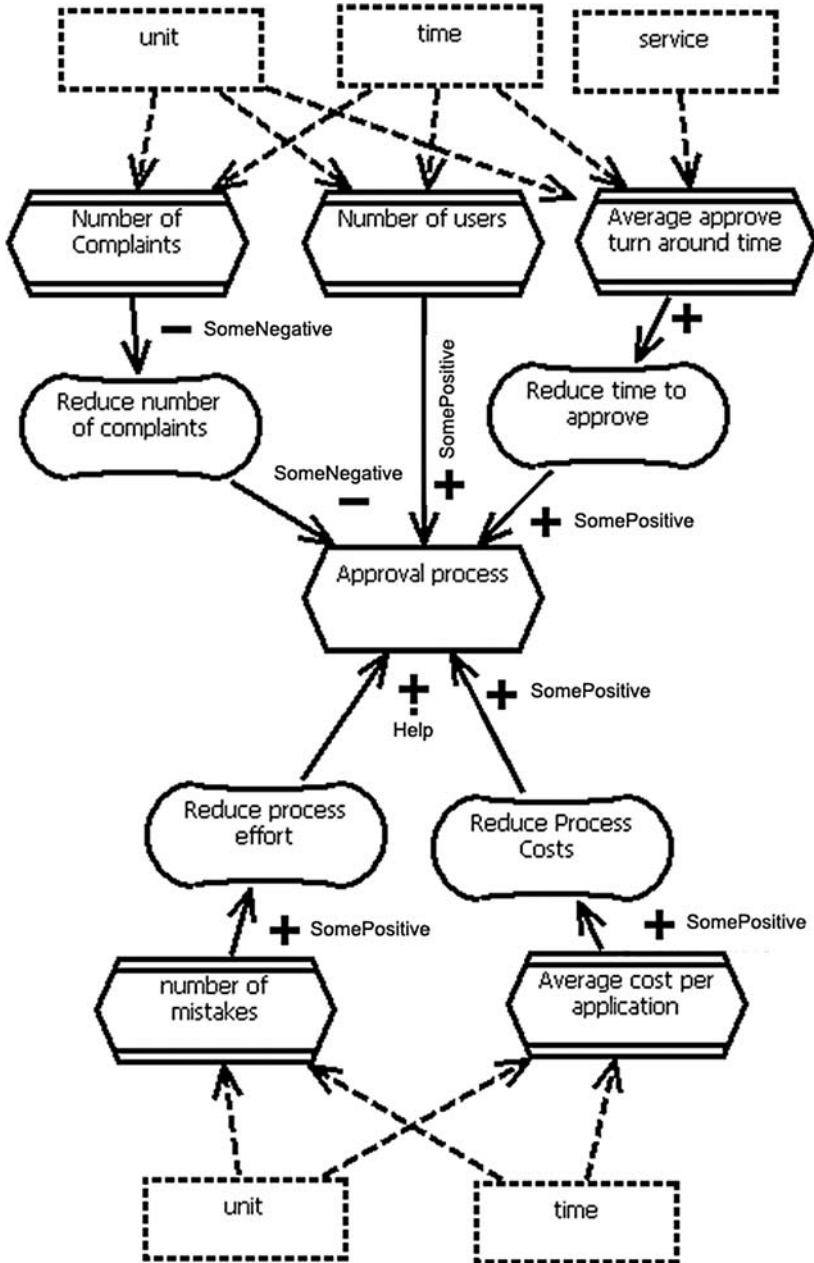 unit
time
service
Number of
Complaints
Number of users
Average approve
turn around time
SomeNegative
SomePositive
Reduce number
of complaints
Reduce time to
approve
SomeNegative
SomePositive
Approval process
Help
SomePositive
Reduce process
effort
Reduce Process
Costs
SomePositive
SomePositive
number of
mistakes
Average cost per
application
unit
time